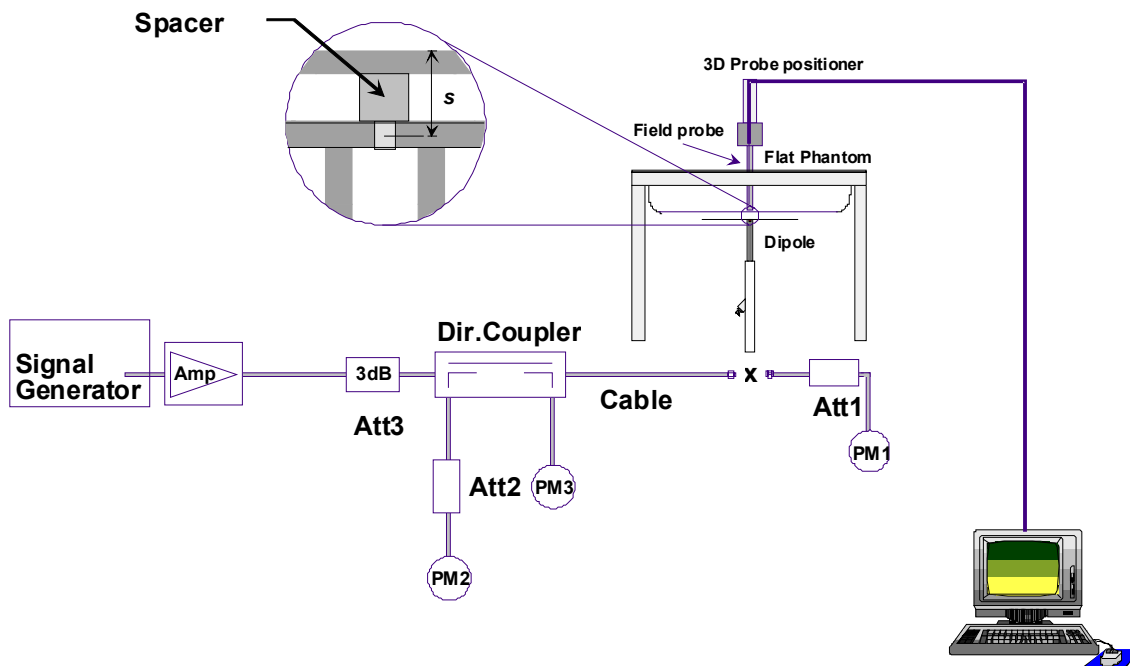 Spacer
s
3D Probe positioner
Field probe
Flat Phantom
Dipole
Dir.Coupler
Signal
Generator
Amp
3dB
Att3
Cable
x
Att1
PM1
Att2
PM3
PM2